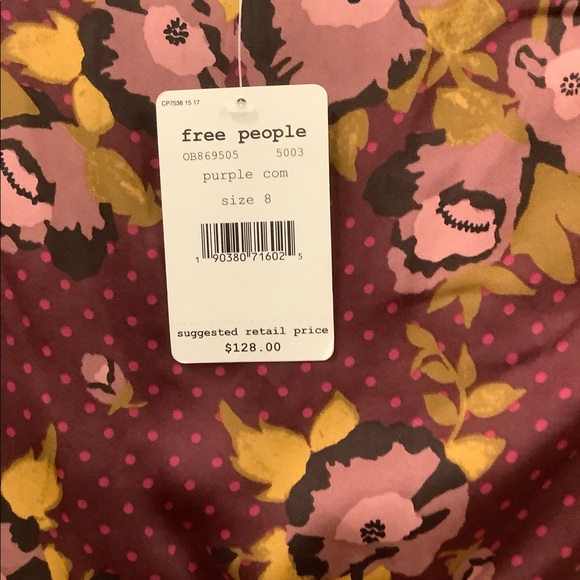 CP7538 15 17
free people
OB869505 5003
purple com
size 8
1 90380 71602 5
suggested retail price
$128.00